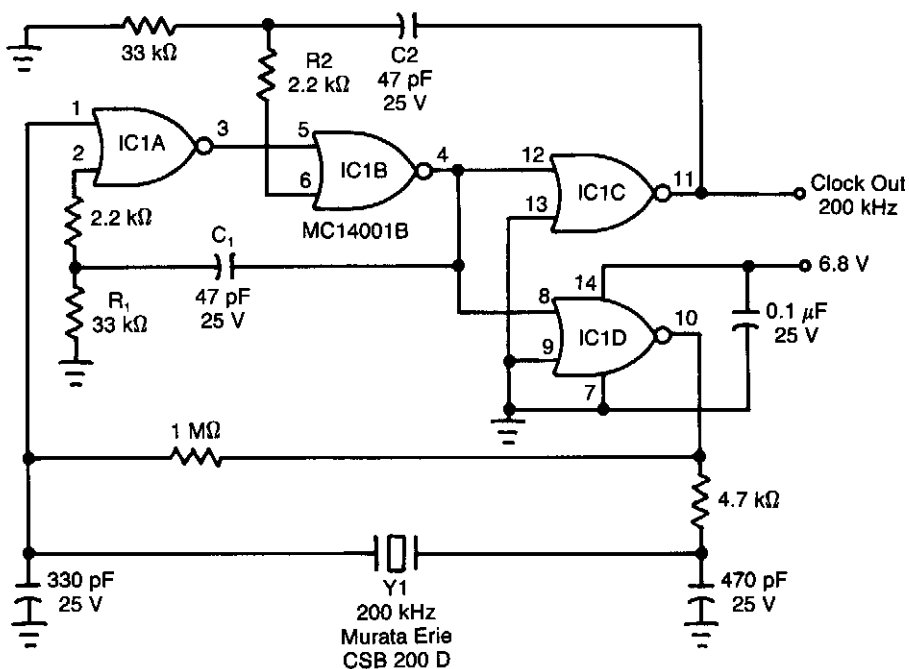 33 kΩ
R2
2.2 kΩ
C2
47 pF
25 V
1
2
IC1A
3
5
6
IC1B
4
MC14001B
12
13
IC1C
11
Clock Out
200 kHz
2.2 kΩ
C₁
47 pF
25 V
R₁
33 kΩ
6.8 V
14
8
9
IC1D
10
7
0.1 μF
25 V
1 MΩ
4.7 kΩ
330 pF
25 V
Y1
200 kHz
Murata Erie
CSB 200 D
470 pF
25 V